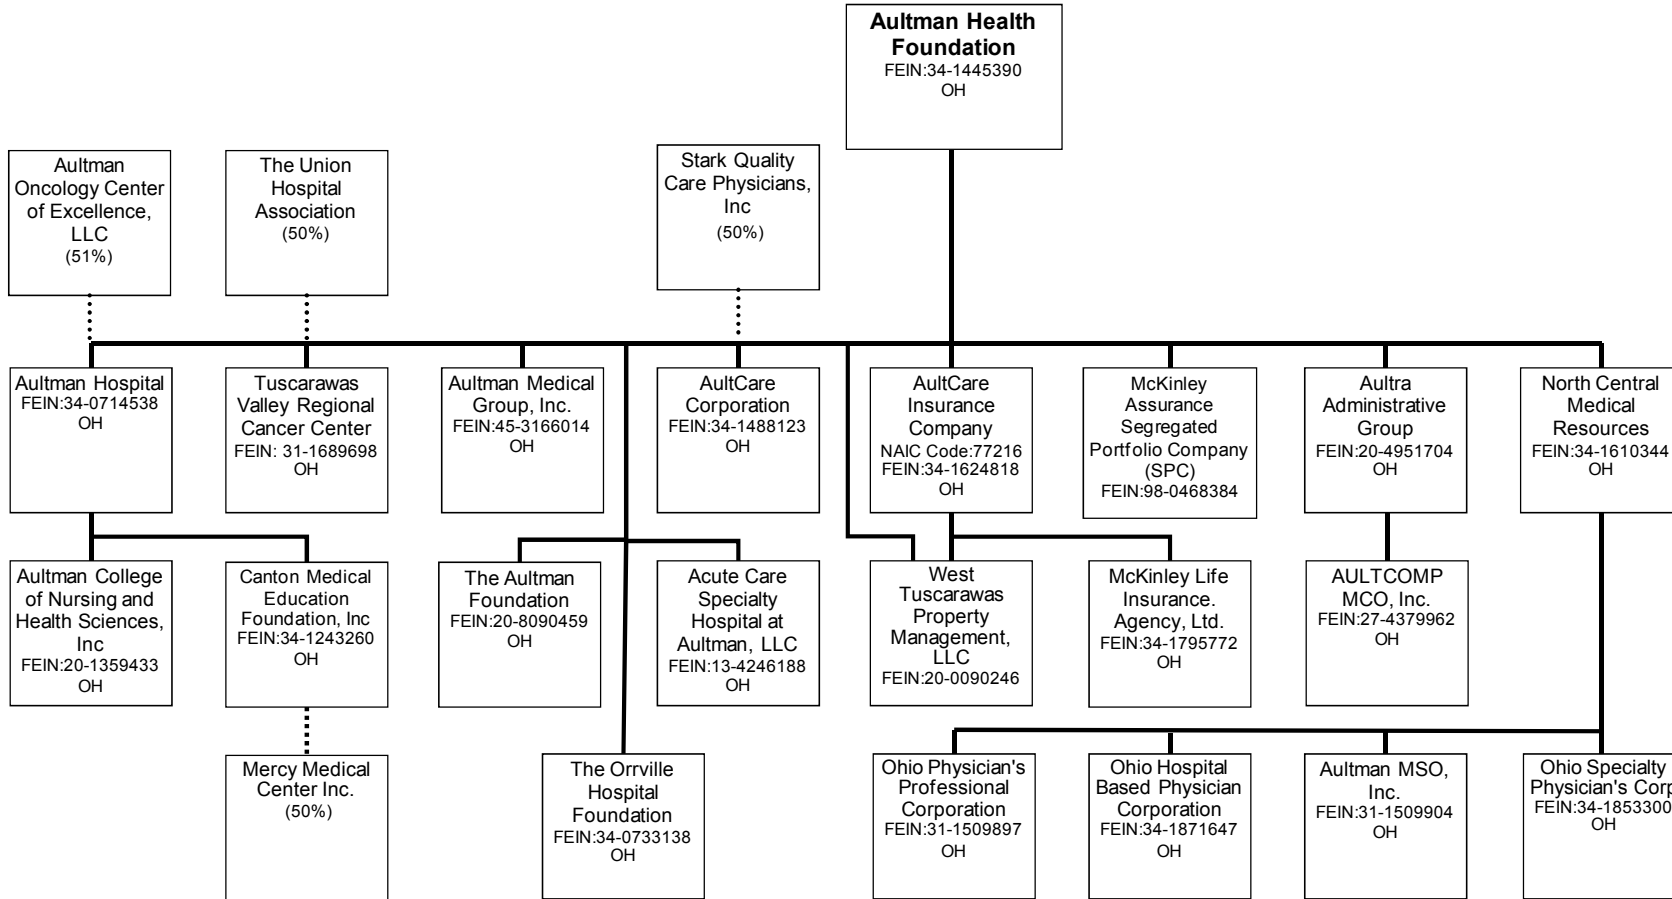 Aultman Health
Foundation
FEIN:34-1445390
OH
Aultman
Oncology Center
of Excellence,
LLC
(51%)
The Union
Hospital
Association
(50%)
Stark Quality
Care Physicians,
Inc
(50%)
Aultman Hospital
FEIN:34-0714538
OH
Tuscarawas
Valley Regional
Cancer Center
FEIN: 31-1689698
OH
Aultman Medical
Group, Inc.
FEIN:45-3166014
OH
AultCare
Corporation
FEIN:34-1488123
OH
AultCare
Insurance
Company
NAIC Code:77216
FEIN:34-1624818
OH
McKinley
Assurance
Segregated
Portfolio Company
(SPC)
FEIN:98-0468384
Aultra
Administrative
Group
FEIN:20-4951704
OH
North Central
Medical
Resources
FEIN:34-1610344
OH
Aultman College
of Nursing and
Health Sciences,
Inc
FEIN:20-1359433
OH
Canton Medical
Education
Foundation, Inc
FEIN:34-1243260
OH
The Aultman
Foundation
FEIN:20-8090459
OH
Acute Care
Specialty
Hospital at
Aultman, LLC
FEIN:13-4246188
OH
West
Tuscarawas
Property
Management,
LLC
FEIN:20-0090246
McKinley Life
Insurance.
Agency, Ltd.
FEIN:34-1795772
OH
AULTCOMP
MCO, Inc.
FEIN:27-4379962
OH
Mercy Medical
Center Inc.
(50%)
The Orrville
Hospital
Foundation
FEIN:34-0733138
OH
Ohio Physician's
Professional
Corporation
FEIN:31-1509897
OH
Ohio Hospital
Based Physician
Corporation
FEIN:34-1871647
OH
Aultman MSO,
Inc.
FEIN:31-1509904
OH
Ohio Specialty
Physician's Corp
FEIN:34-1853300
OH